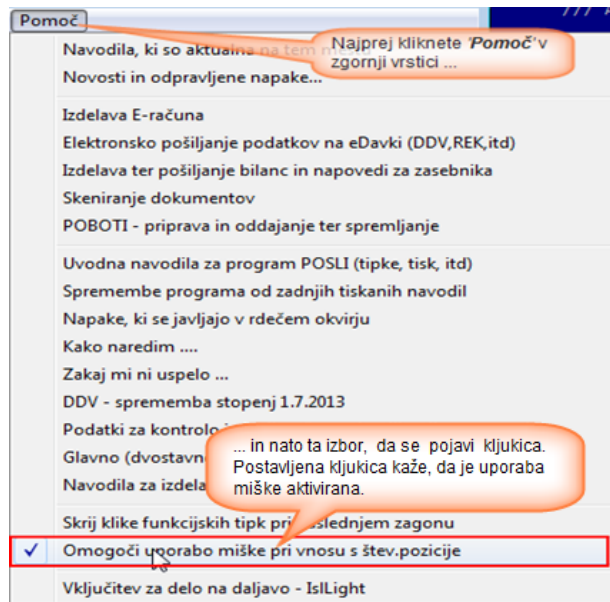 Pomoč
Najprej kliknete 'Pomoč' v
zgornji vrstici ...
Navodila, ki so aktualna na tem
Novosti in odpravljene napake...
Izdelava E-računa
Elektronsko pošiljanje podatkov na eDavki (DDV,REK,itd)
Izdelava ter pošiljanje bilanc in napovedi za zasebnika
Skeniranje dokumentov
POBOTI - priprava in oddajanje ter spremljanje
Uvodna navodila za program POSLI (tipke, tisk, itd)
Spremembe programa od zadnjih tiskanih navodil
Napake, ki se javljajo v rdečem okvirju
Kako naredim ....
Zakaj mi ni uspelo ...
DDV - sprememba stopenj 1.7.2013
Podatki za kontrolo
... in nato ta izbor, da se pojavi kljukica.
Postavljena kljukica kaže, da je uporaba
miške aktivirana.
Glavno (dvostavn
Navodila za izdela
Skrij klike funkcijskih tipk pri naslednjem zagonu
Omogoči uporabo miške pri vnosu s štev.pozicije
Vključitev za delo na daljavo - IslLight